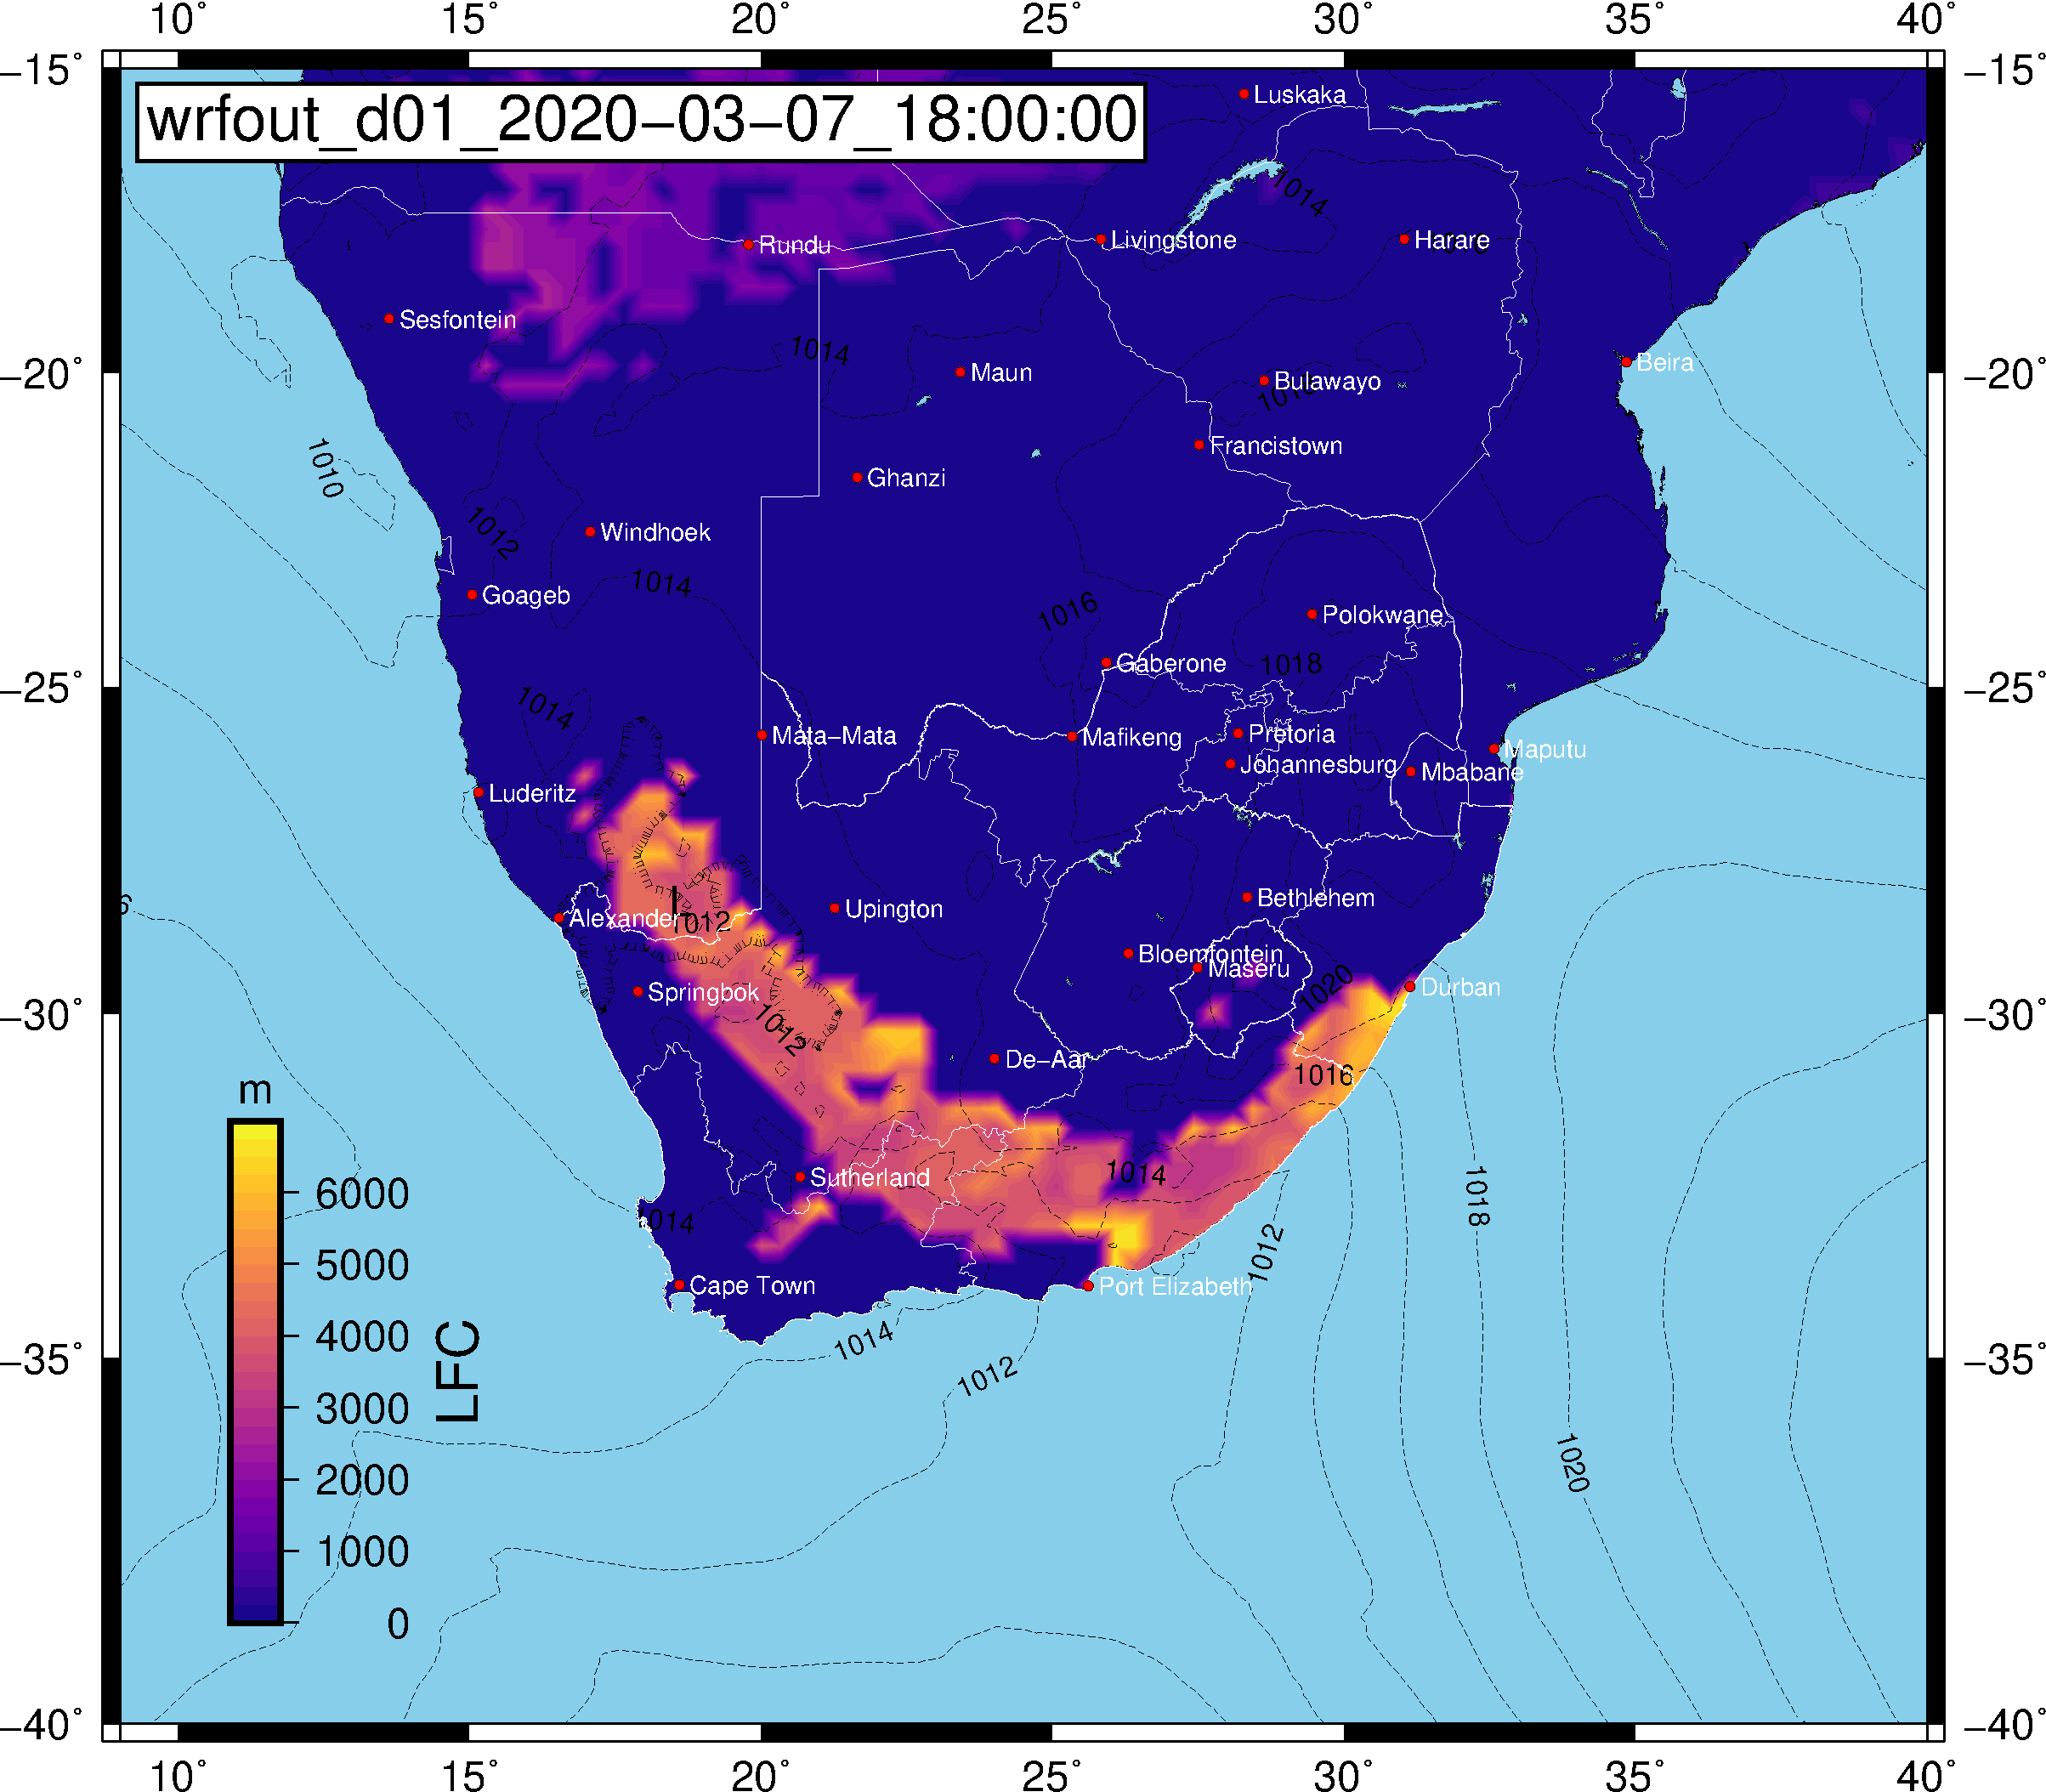 10° 15° 20° 25° 30° 35° 40°
−15° −15°
wrfout_d01_2020−03−07_18:00:00
Luskaka
1014
Rundu
Livingstone
Harare
Sesfontein
1014
Beira
−20° −20°
Maun
Bulawayo
Francistown
1010
Ghanzi
1012
Windhoek
1014
Goageb
1016
Polokwane
Gaberone
1018
−25° −25°
1014
Mata−Mata
Mafikeng
Pretoria
Maputu
Johannesburg
Mbabane
Luderitz
Bethlehem
6
Upington
Alexander
1012
Bloemfontein
Maseru
1020
Durban
Springbok
−30° −30°
1012
De−Aar
1016
m
1014
Sutherland
1018
6000
1014
1012
5000
Cape Town
Port Elizabeth
4000
1014
−35° −35°
LFC
1012
3000
1020
2000
1000
0
−40° −40°
10° 15° 20° 25° 30° 35° 40°